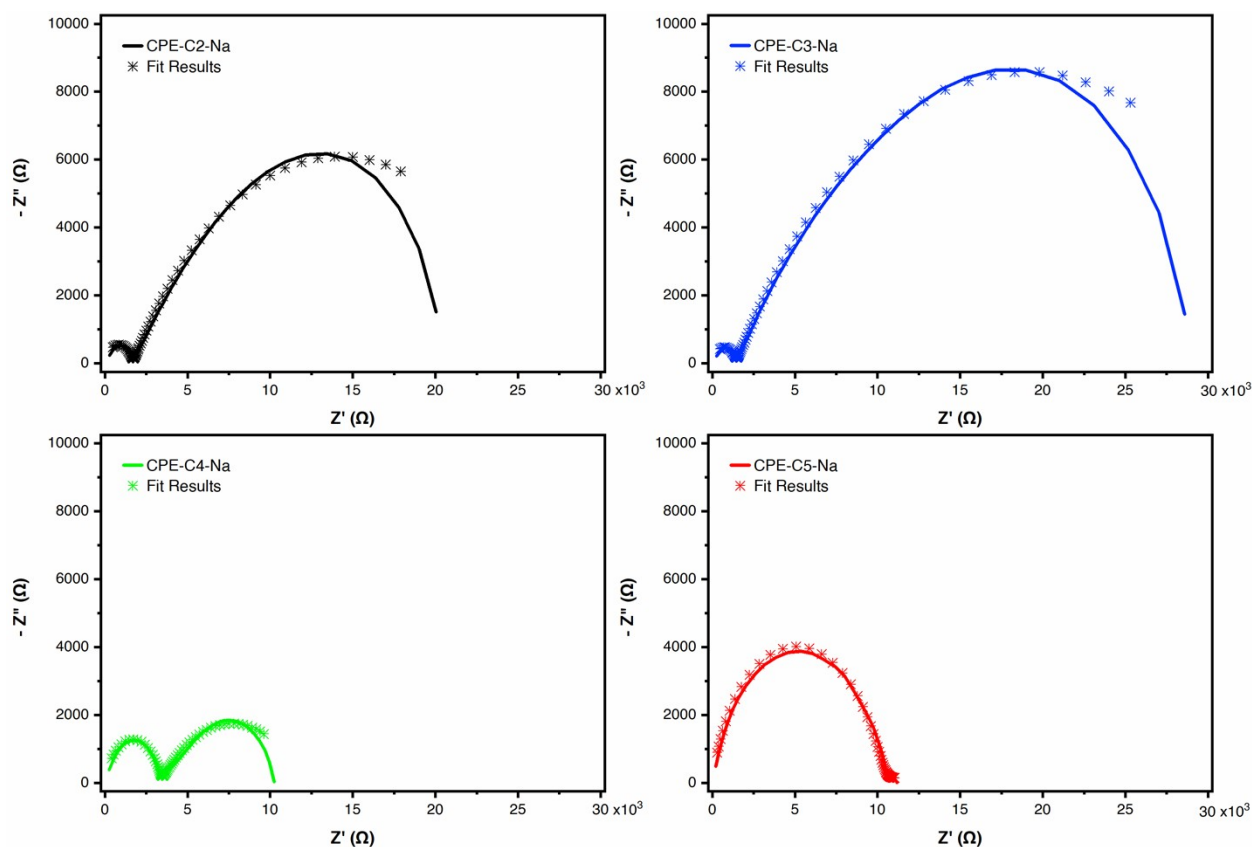 10000
8000
6000
4000
2000
0
- Z" (Ω)
CPE-C2-Na
Fit Results
0 5 10 15 20 25 30 x10³
Z' (Ω)
10000
8000
6000
4000
2000
0
- Z" (Ω)
CPE-C3-Na
Fit Results
0 5 10 15 20 25 30 x10³
Z' (Ω)
10000
8000
6000
4000
2000
0
- Z" (Ω)
CPE-C4-Na
Fit Results
0 5 10 15 20 25 30 x10³
Z' (Ω)
10000
8000
6000
4000
2000
0
- Z" (Ω)
CPE-C5-Na
Fit Results
0 5 10 15 20 25 30 x10³
Z' (Ω)